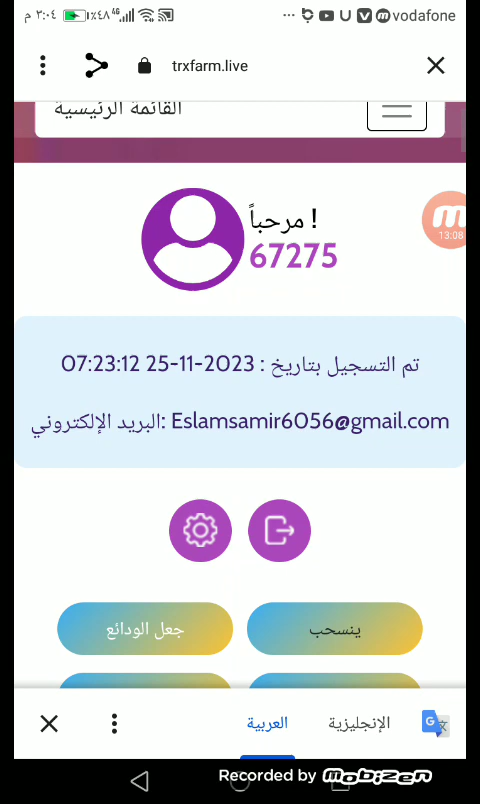 ٣:٠٤ م ٤٨٪ 4G vodafone
trxfarm.live
القائمة الرئيسية
مرحباً !
67275
13:08
تم التسجيل بتاريخ : 2023-11-25 07:23:12
البريد الإلكتروني: Eslamsamir6056@gmail.com
جعل الودائع
ينسحب
العربية
الإنجليزية
Recorded by Mobizen